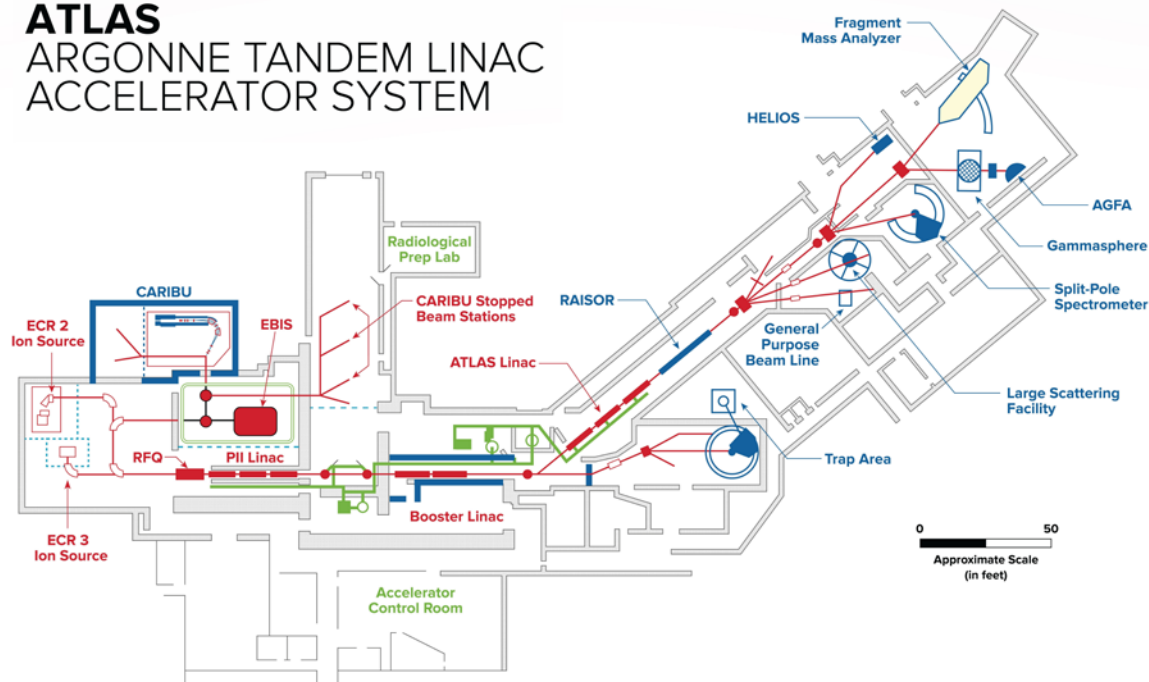 ATLAS
ARGONNE TANDEM LINAC
ACCELERATOR SYSTEM
Fragment
Mass Analyzer
HELIOS
AGFA
Gammasphere
Split-Pole
Spectrometer
Radiological
Prep Lab
CARIBU
ECR 2
Ion Source
EBIS
CARIBU Stopped
Beam Stations
RAISOR
General
Purpose
Beam Line
ATLAS Linac
Large Scattering
Facility
RFQ
PII Linac
Trap Area
Booster Linac
ECR 3
Ion Source
0
50
Approximate Scale
(in feet)
Accelerator
Control Room